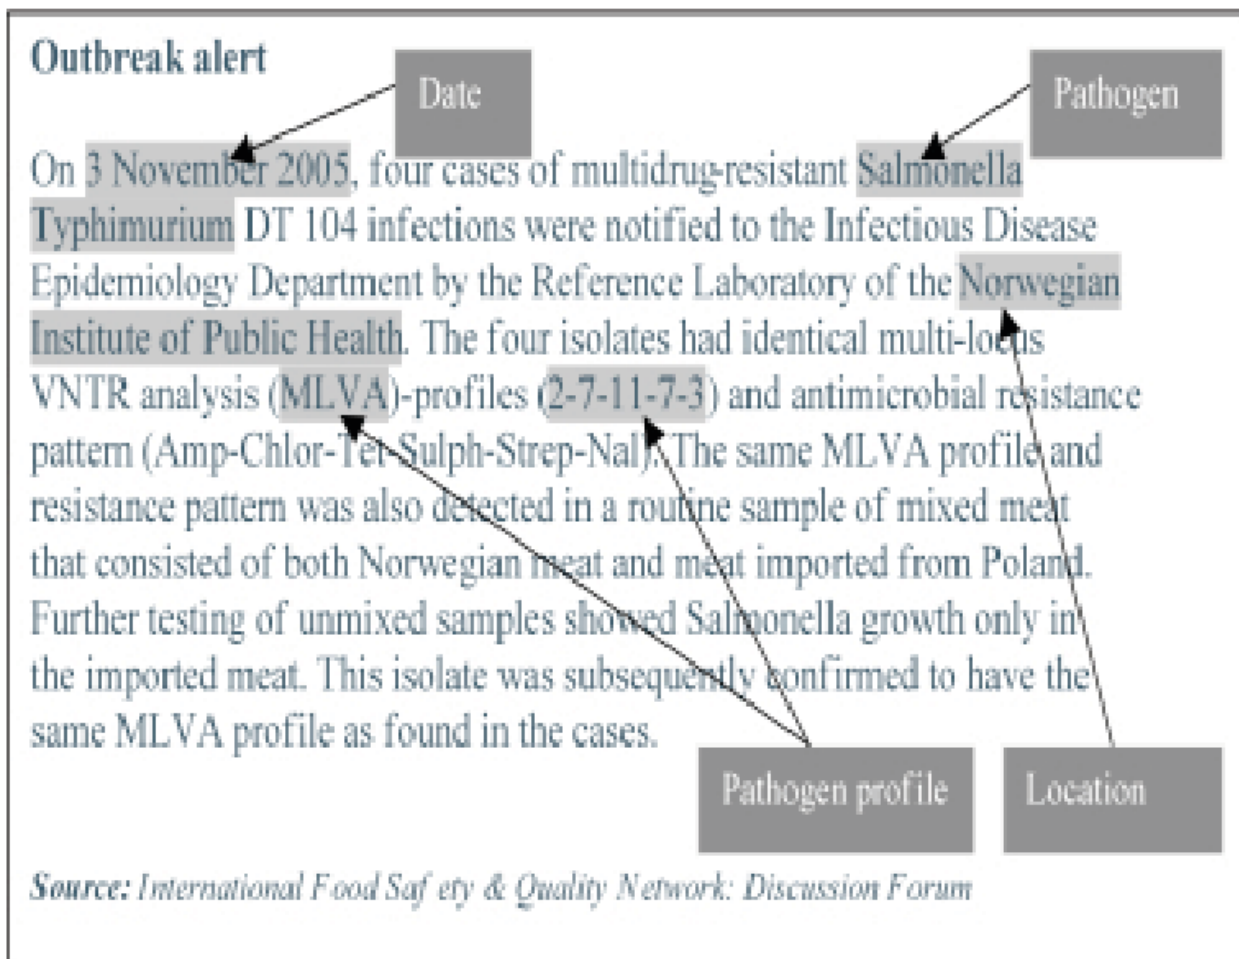 Outbreak alert
Date
Pathogen
On 3 November 2005, four cases of multidrug-resistant Salmonella
Typhimurium DT 104 infections were notified to the Infectious Disease
Epidemiology Department by the Reference Laboratory of the Norwegian
Institute of Public Health. The four isolates had identical multi-locus
VNTR analysis (MLVA)-profiles (2-7-11-7-3) and antimicrobial resistance
pattern (Amp-Chlor-Tet-Sulph-Strep-Nal). The same MLVA profile and
resistance pattern was also detected in a routine sample of mixed meat
that consisted of both Norwegian meat and meat imported from Poland.
Further testing of unmixed samples showed Salmonella growth only in
the imported meat. This isolate was subsequently confirmed to have the
same MLVA profile as found in the cases.
Pathogen profile
Location
Source: International Food Saf ety & Quality Network: Discussion Forum